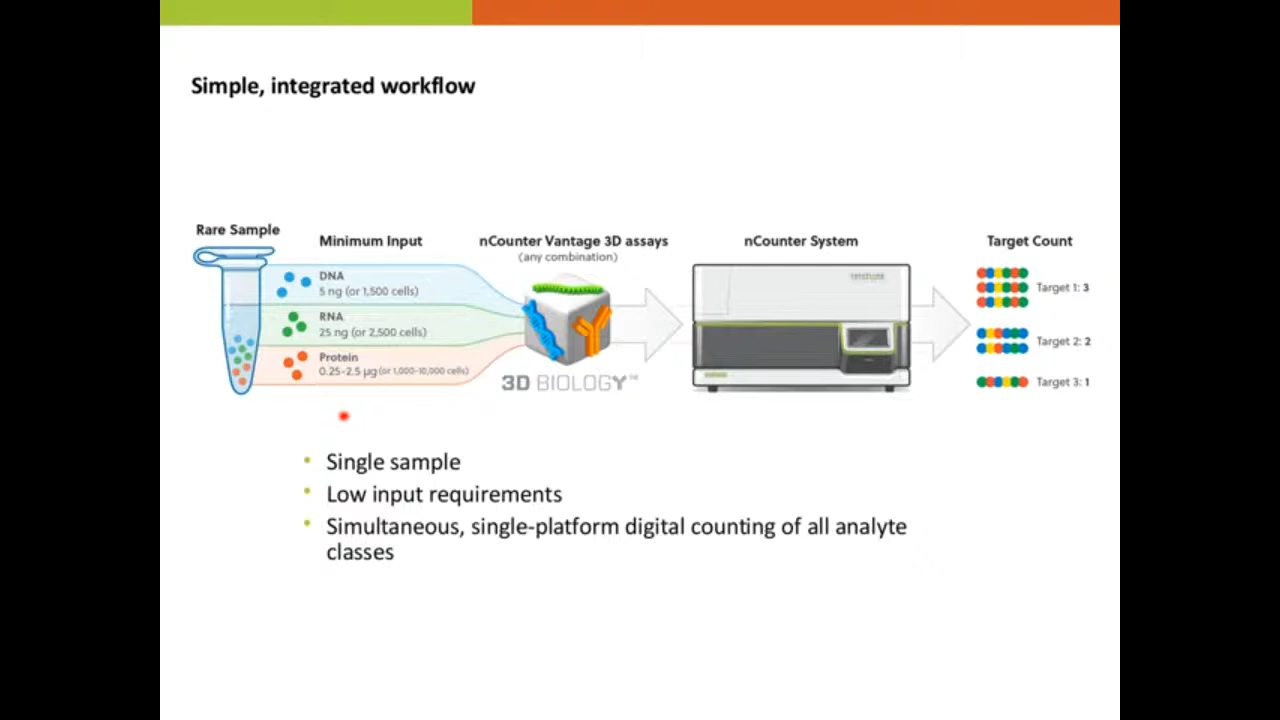 Simple, integrated workflow
Rare Sample
Minimum Input
nCounter Vantage 3D assays
(any combination)
nCounter System
Target Count
DNA
5 ng (or 1,500 cells)
RNA
25 ng (or 2,500 cells)
Protein
0.25-2.5 µg (or 1,000-10,000 cells)
3D BIOLOGY™
Target 1: 3
Target 2: 2
Target 3: 1
• Single sample
• Low input requirements
• Simultaneous, single-platform digital counting of all analyte
classes